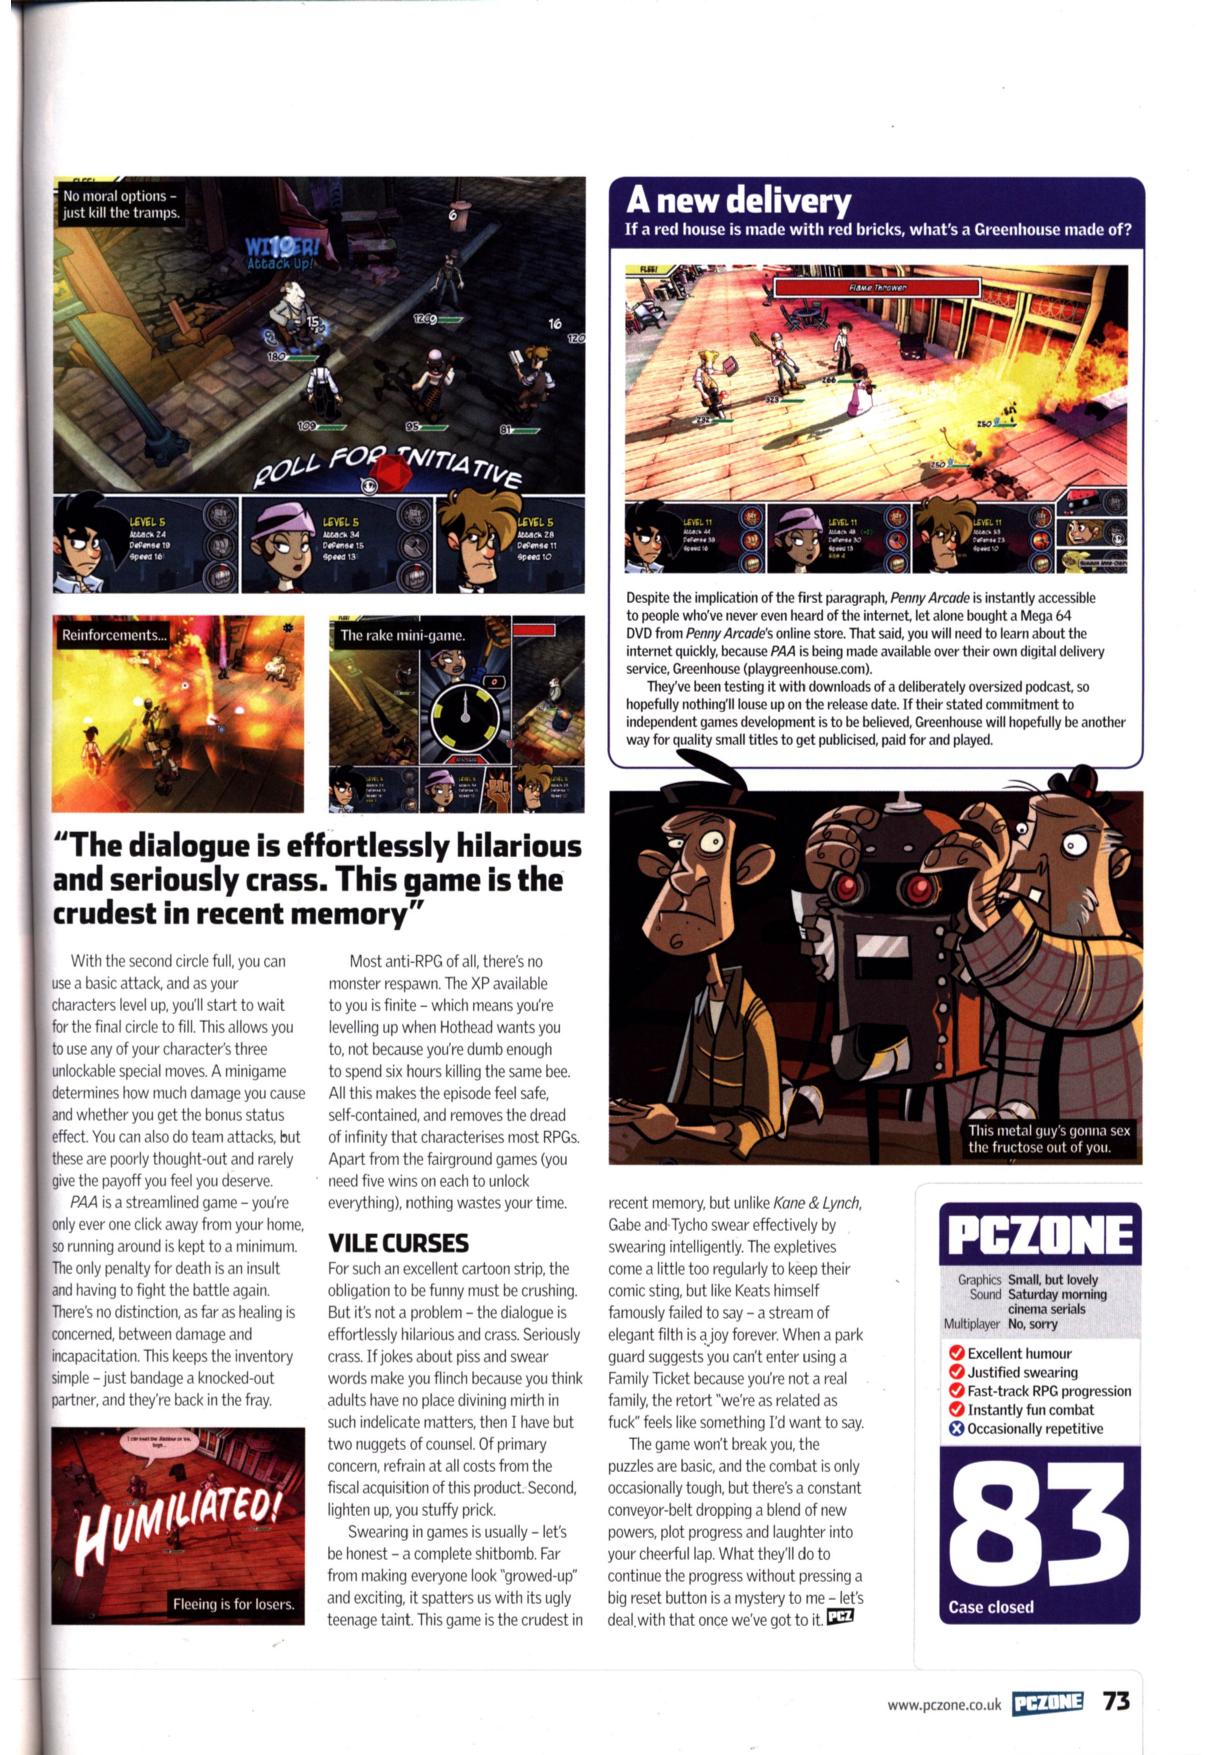 No moral options –
just kill the tramps.
Attack Up!
6
15
180
1269
16
120
109
95
81
ROLL FOR INITIATIVE
LEVEL 5
Attack 24
Defense 19
Speed 16
LEVEL 5
Attack 34
Defense 15
Speed 13
LEVEL 5
Attack 28
Defense 11
Speed 10
Reinforcements...
The rake mini-game.
"The dialogue is effortlessly hilarious
and seriously crass. This game is the
crudest in recent memory"
With the second circle full, you can
use a basic attack, and as your
characters level up, you'll start to wait
for the final circle to fill. This allows you
to use any of your character's three
unlockable special moves. A minigame
determines how much damage you cause
and whether you get the bonus status
effect. You can also do team attacks, but
these are poorly thought-out and rarely
give the payoff you feel you deserve.
PAA is a streamlined game – you're
only ever one click away from your home,
so running around is kept to a minimum.
The only penalty for death is an insult
and having to fight the battle again.
There's no distinction, as far as healing is
concerned, between damage and
incapacitation. This keeps the inventory
simple – just bandage a knocked-out
partner, and they're back in the fray.
HUMILIATED!
Fleeing is for losers.
Most anti-RPG of all, there's no
monster respawn. The XP available
to you is finite – which means you're
levelling up when Hothead wants you
to, not because you're dumb enough
to spend six hours killing the same bee.
All this makes the episode feel safe,
self-contained, and removes the dread
of infinity that characterises most RPGs.
Apart from the fairground games (you
need five wins on each to unlock
everything), nothing wastes your time.
VILE CURSES
For such an excellent cartoon strip, the
obligation to be funny must be crushing.
But it's not a problem – the dialogue is
effortlessly hilarious and crass. Seriously
crass. If jokes about piss and swear
words make you flinch because you think
adults have no place divining mirth in
such indelicate matters, then I have but
two nuggets of counsel. Of primary
concern, refrain at all costs from the
fiscal acquisition of this product. Second,
lighten up, you stuffy prick.
Swearing in games is usually – let's
be honest – a complete shitbomb. Far
from making everyone look "growed-up"
and exciting, it spatters us with its ugly
teenage taint. This game is the crudest in
A new delivery
If a red house is made with red bricks, what's a Greenhouse made of?
FLEE!
Flame Thrower
266
323
232
250
250
LEVEL 11
LEVEL 11
LEVEL 11
Despite the implication of the first paragraph, Penny Arcade is instantly accessible
to people who've never even heard of the internet, let alone bought a Mega 64
DVD from Penny Arcade's online store. That said, you will need to learn about the
internet quickly, because PAA is being made available over their own digital delivery
service, Greenhouse (playgreenhouse.com).
They've been testing it with downloads of a deliberately oversized podcast, so
hopefully nothing'll louse up on the release date. If their stated commitment to
independent games development is to be believed, Greenhouse will hopefully be another
way for quality small titles to get publicised, paid for and played.
This metal guy's gonna sex
the fructose out of you.
recent memory, but unlike Kane & Lynch,
Gabe and Tycho swear effectively by
swearing intelligently. The expletives
come a little too regularly to keep their
comic sting, but like Keats himself
famously failed to say – a stream of
elegant filth is a joy forever. When a park
guard suggests you can't enter using a
Family Ticket because you're not a real
family, the retort "we're as related as
fuck" feels like something I'd want to say.
The game won't break you, the
puzzles are basic, and the combat is only
occasionally tough, but there's a constant
conveyor-belt dropping a blend of new
powers, plot progress and laughter into
your cheerful lap. What they'll do to
continue the progress without pressing a
big reset button is a mystery to me – let's
deal with that once we've got to it. PCZ
PCZONE
Graphics Small, but lovely
Sound Saturday morning
cinema serials
Multiplayer No, sorry
Excellent humour
Justified swearing
Fast-track RPG progression
Instantly fun combat
Occasionally repetitive
83
Case closed
www.pczone.co.uk PCZONE 73